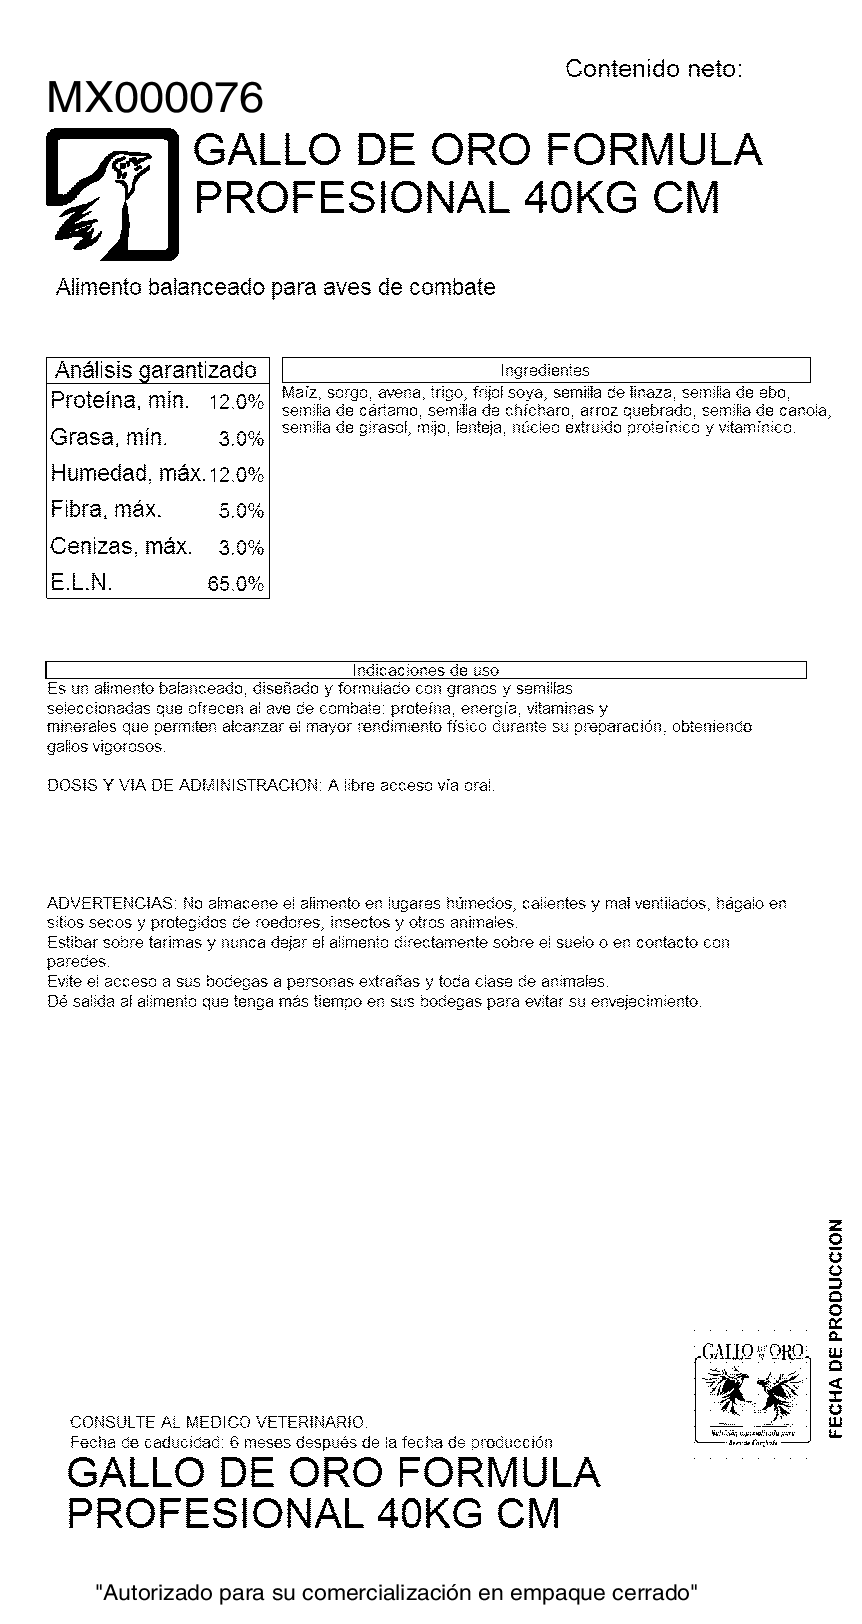 Contenido neto:
MX000076
GALLO DE ORO FORMULA
PROFESIONAL 40KG CM
Alimento balanceado para aves de combate
Análisis garantizado
Proteína, mín. 12.0%
Grasa, mín. 3.0%
Humedad, máx. 12.0%
Fibra, máx. 5.0%
Cenizas, máx. 3.0%
E.L.N. 65.0%
Ingredientes
Maíz, sorgo, avena, trigo, frijol soya, semilla de linaza, semilla de ebo,
semilla de cártamo, semilla de chícharo, arroz quebrado, semilla de canola,
semilla de girasol, mijo, lenteja, núcleo extruido proteínico y vitamínico.
Indicaciones de uso
Es un alimento balanceado, diseñado y formulado con granos y semillas
seleccionadas que ofrecen al ave de combate: proteína, energía, vitaminas y
minerales que permiten alcanzar el mayor rendimiento físico durante su preparación, obteniendo
gallos vigorosos.
DOSIS Y VIA DE ADMINISTRACION: A libre acceso vía oral.
ADVERTENCIAS: No almacene el alimento en lugares húmedos, calientes y mal ventilados, hágalo en
sitios secos y protegidos de roedores, insectos y otros animales.
Estibar sobre tarimas y nunca dejar el alimento directamente sobre el suelo o en contacto con
paredes.
Evite el acceso a sus bodegas a personas extrañas y toda clase de animales.
Dé salida al alimento que tenga más tiempo en sus bodegas para evitar su envejecimiento.
FECHA DE PRODUCCION
GALLO DE ORO
CONSULTE AL MEDICO VETERINARIO.
Fecha de caducidad: 6 meses después de la fecha de producción
GALLO DE ORO FORMULA
PROFESIONAL 40KG CM
"Autorizado para su comercialización en empaque cerrado"